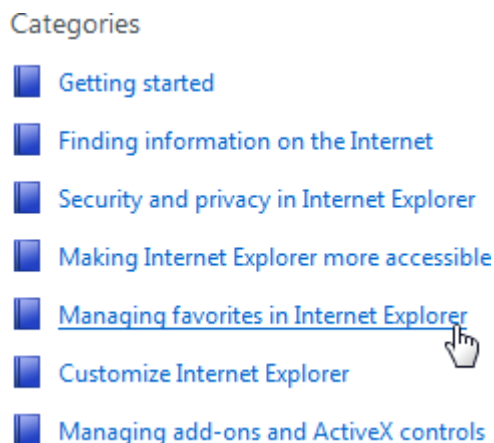 Categories
Getting started
Finding information on the Internet
Security and privacy in Internet Explorer
Making Internet Explorer more accessible
Managing favorites in Internet Explorer
Customize Internet Explorer
Managing add-ons and ActiveX controls